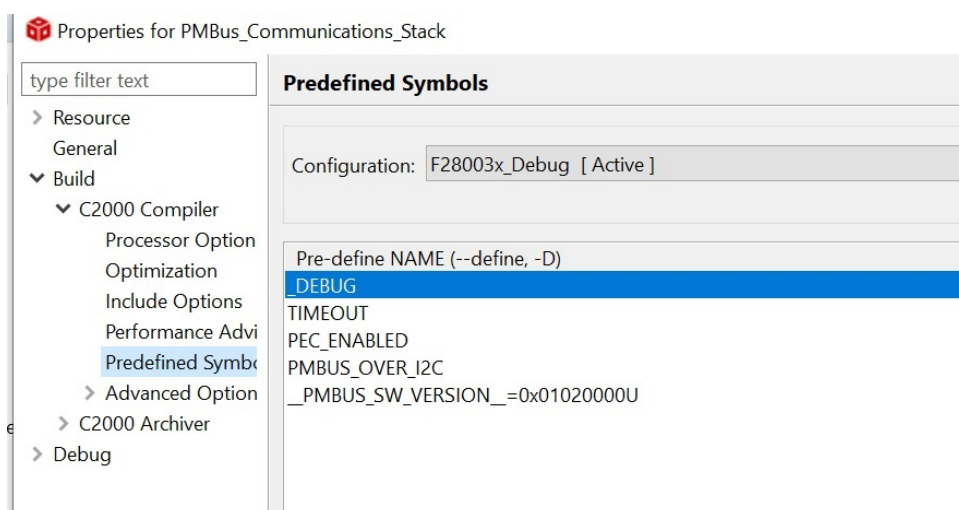 Properties for PMBus_Communications_Stack
type filter text
Resource
General
Build
C2000 Compiler
Processor Option
Optimization
Include Options
Performance Advi
Predefined Symbo
Advanced Option
C2000 Archiver
Debug
Predefined Symbols
Configuration: F28003x_Debug [ Active ]
Pre-define NAME (--define, -D)
_DEBUG
TIMEOUT
PEC_ENABLED
PMBUS_OVER_I2C
__PMBUS_SW_VERSION__=0x01020000U